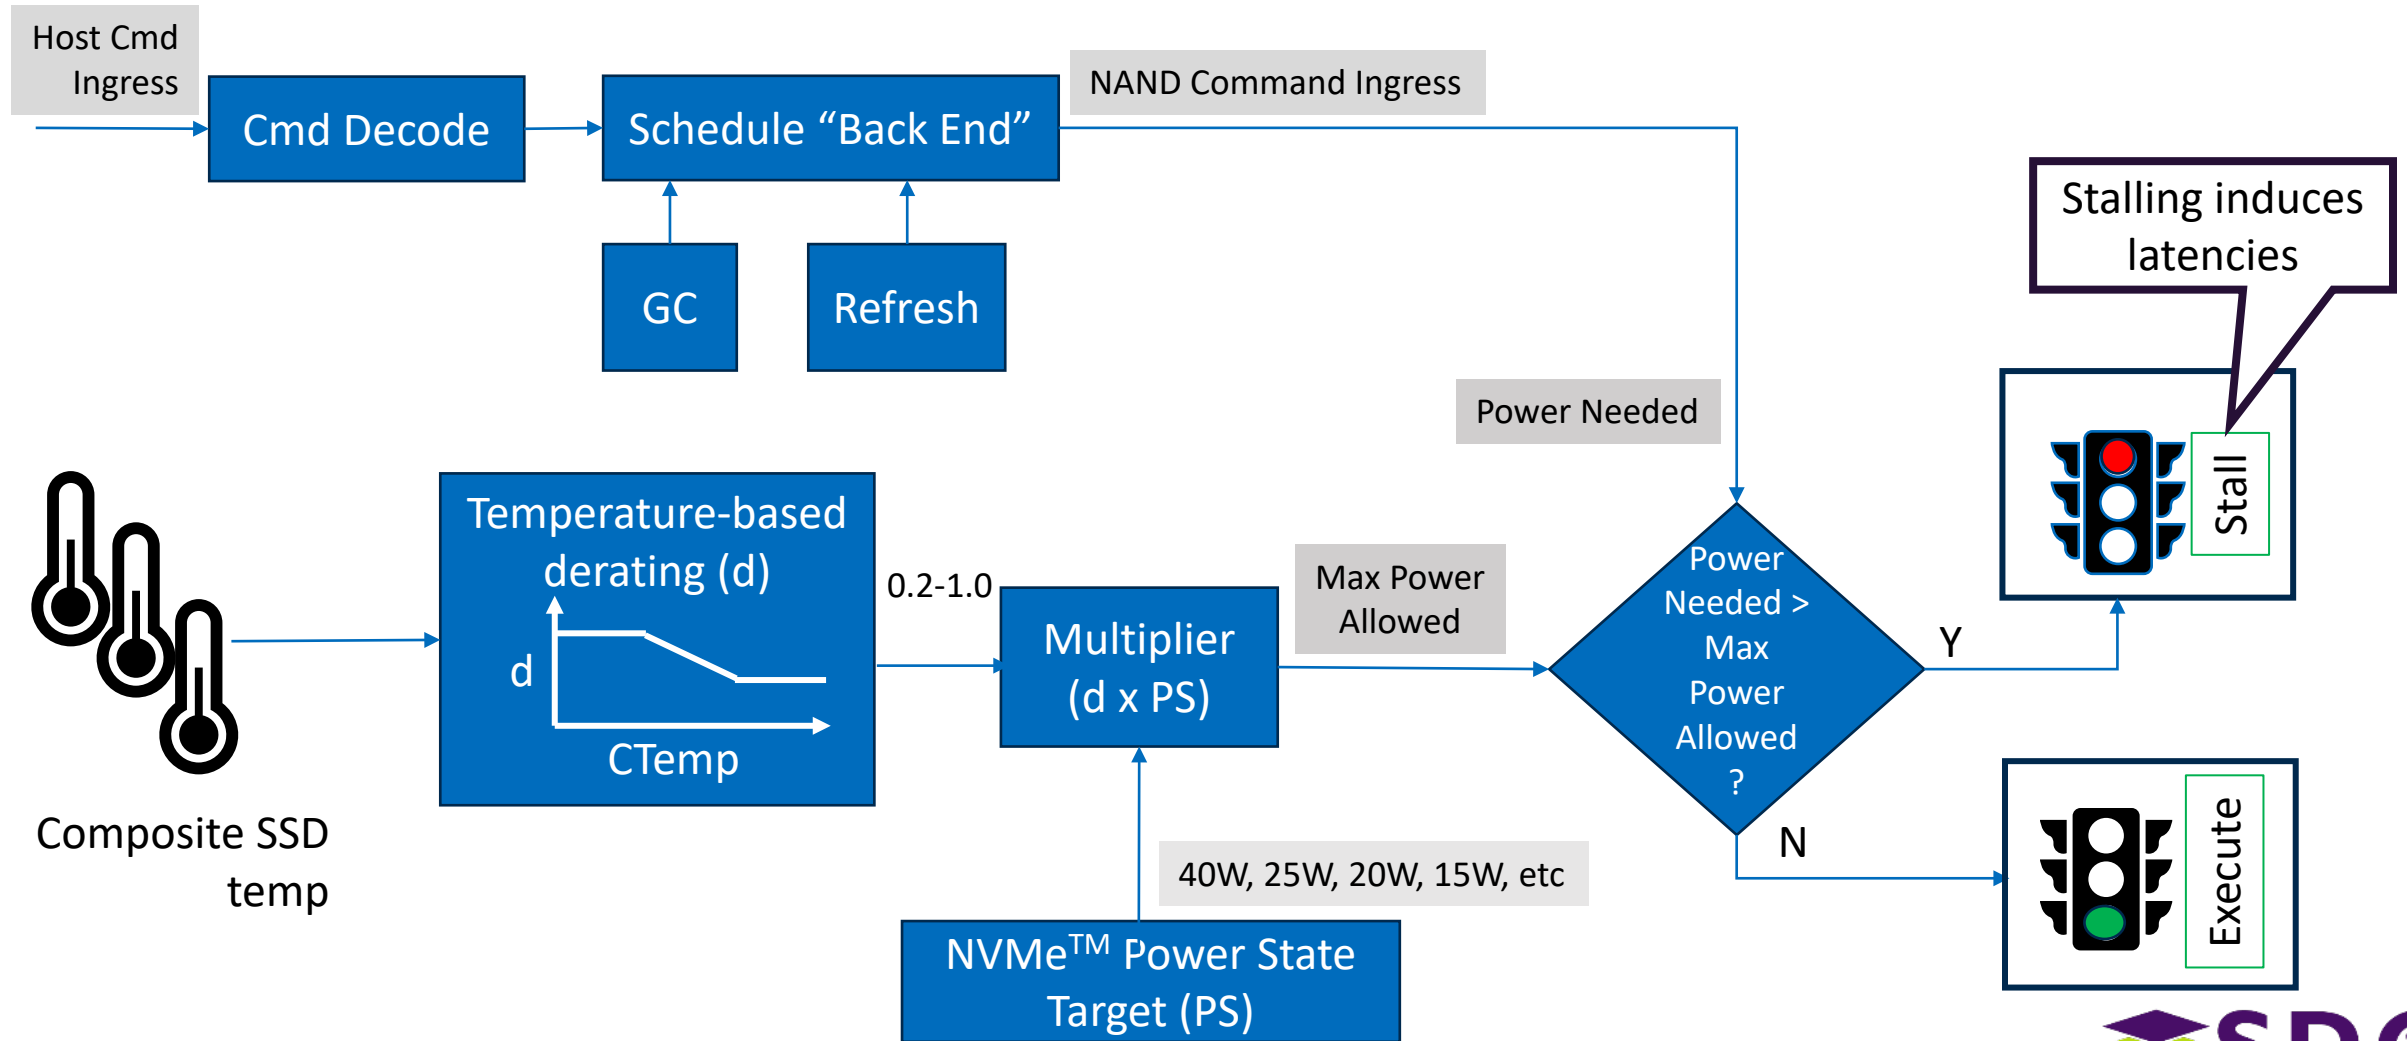 Host Cmd
Ingress
Cmd Decode
Schedule “Back End”
NAND Command Ingress
GC
Refresh
Stalling induces
latencies
Power Needed
Stall
Temperature-based
derating (d)
d
CTemp
0.2-1.0
Multiplier
(d x PS)
Max Power
Allowed
Power
Needed >
Max
Power
Allowed
?
Y
N
Composite SSD
temp
40W, 25W, 20W, 15W, etc
NVMe™ Power State
Target (PS)
Execute